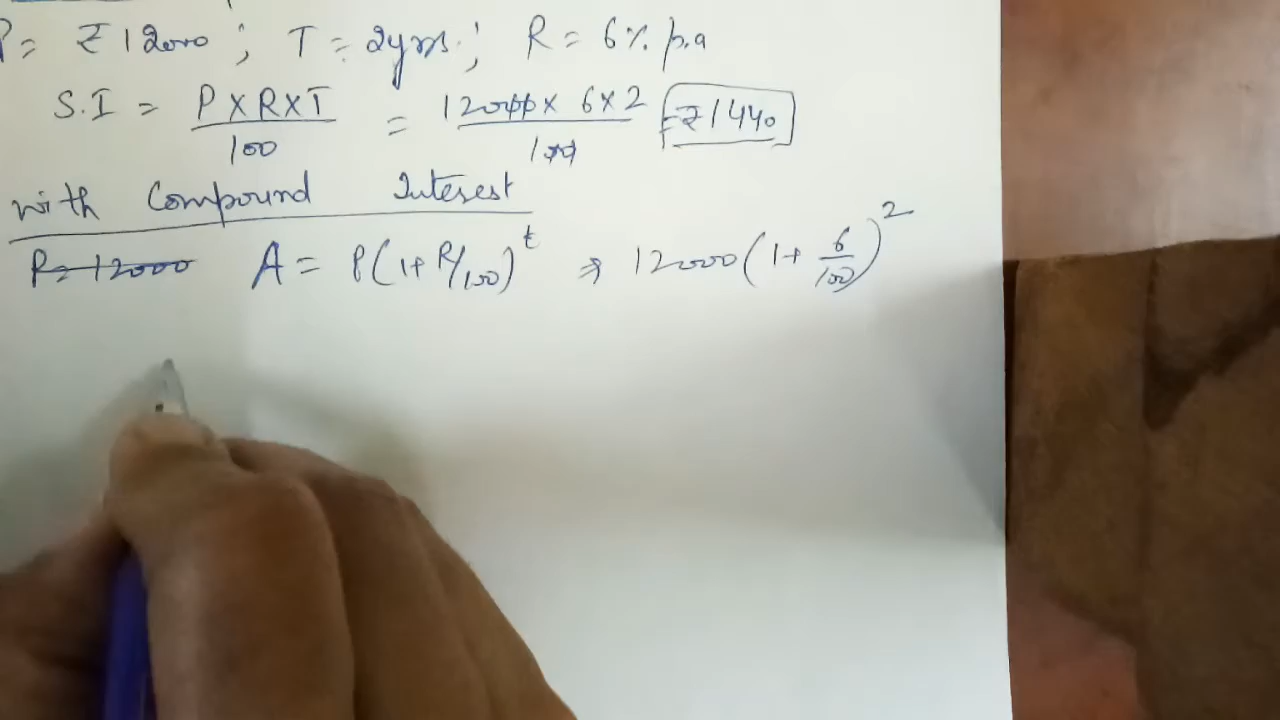 P = ₹12000 ; T = 2yrs. ; R = 6% p.a
S.I = P X R X T / 100 = 12000 x 6 x 2 / 100 = ₹1440
with Compound Interest
P = 12000 A = P(1+R/100)^t ⇒ 12000(1+6/100)^2